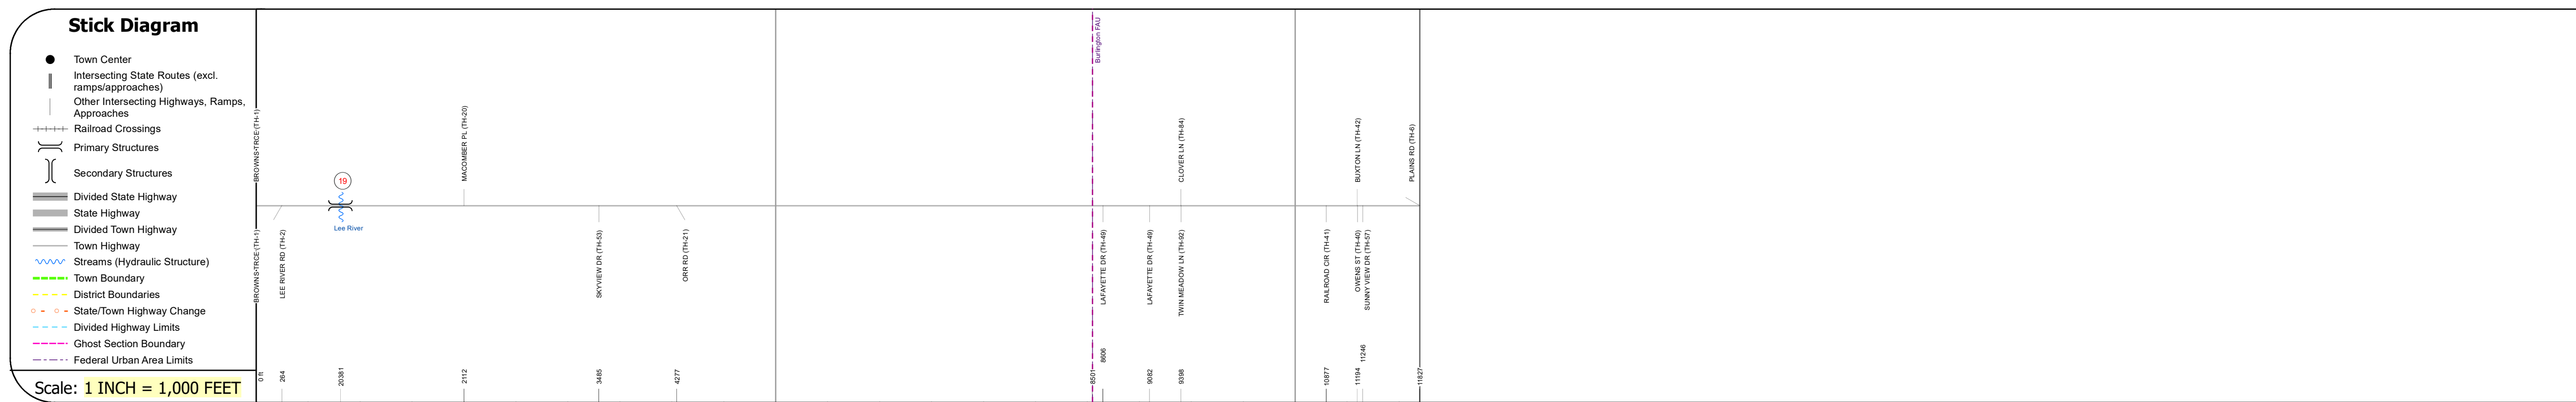 Stick Diagram
Town Center
Intersecting State Routes (excl.
ramps/approaches)
Other Intersecting Highways, Ramps,
Approaches
Railroad Crossings
Primary Structures
Secondary Structures
Divided State Highway
State Highway
Divided Town Highway
Town Highway
Streams (Hydraulic Structure)
Town Boundary
District Boundaries
State/Town Highway Change
Divided Highway Limits
Ghost Section Boundary
Federal Urban Area Limits
Scale: 1 INCH = 1,000 FEET
Burlington FAU
BROWNS-TRCE (TH-1)
MACOMBER PL (TH-20)
CLOVER LN (TH-84)
BUXTON LN (TH-42)
PLAINS RD (TH-6)
19
Lee River
BROWNS-TRCE (TH-1)
LEE RIVER RD (TH-2)
SKYVIEW DR (TH-53)
ORR RD (TH-21)
LAFAYETTE DR (TH-49)
LAFAYETTE DR (TH-49)
TWIN MEADOW LN (TH-92)
RAILROAD CIR (TH-41)
OWENS ST (TH-40)
SUNNY VIEW DR (TH-57)
0 ft
264
20381
2112
3485
4277
8501
8606
9082
9398
10877
11194
11246
11827